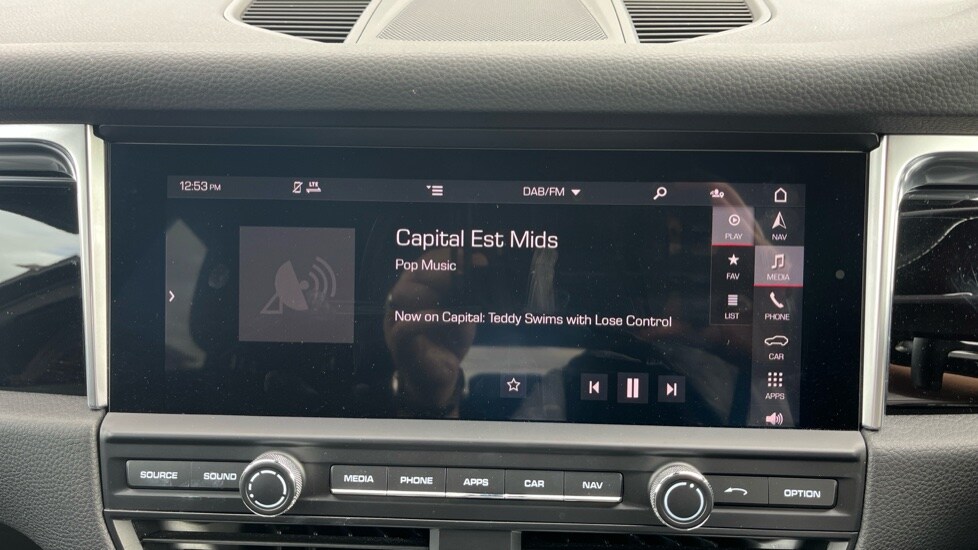 12:53 PM LTE DAB/FM
Capital Est Mids
Pop Music
Now on Capital: Teddy Swims with Lose Control
PLAY
FAV
LIST
NAV
MEDIA
PHONE
CAR
APPS
SOURCE SOUND MEDIA PHONE APPS CAR NAV OPTION